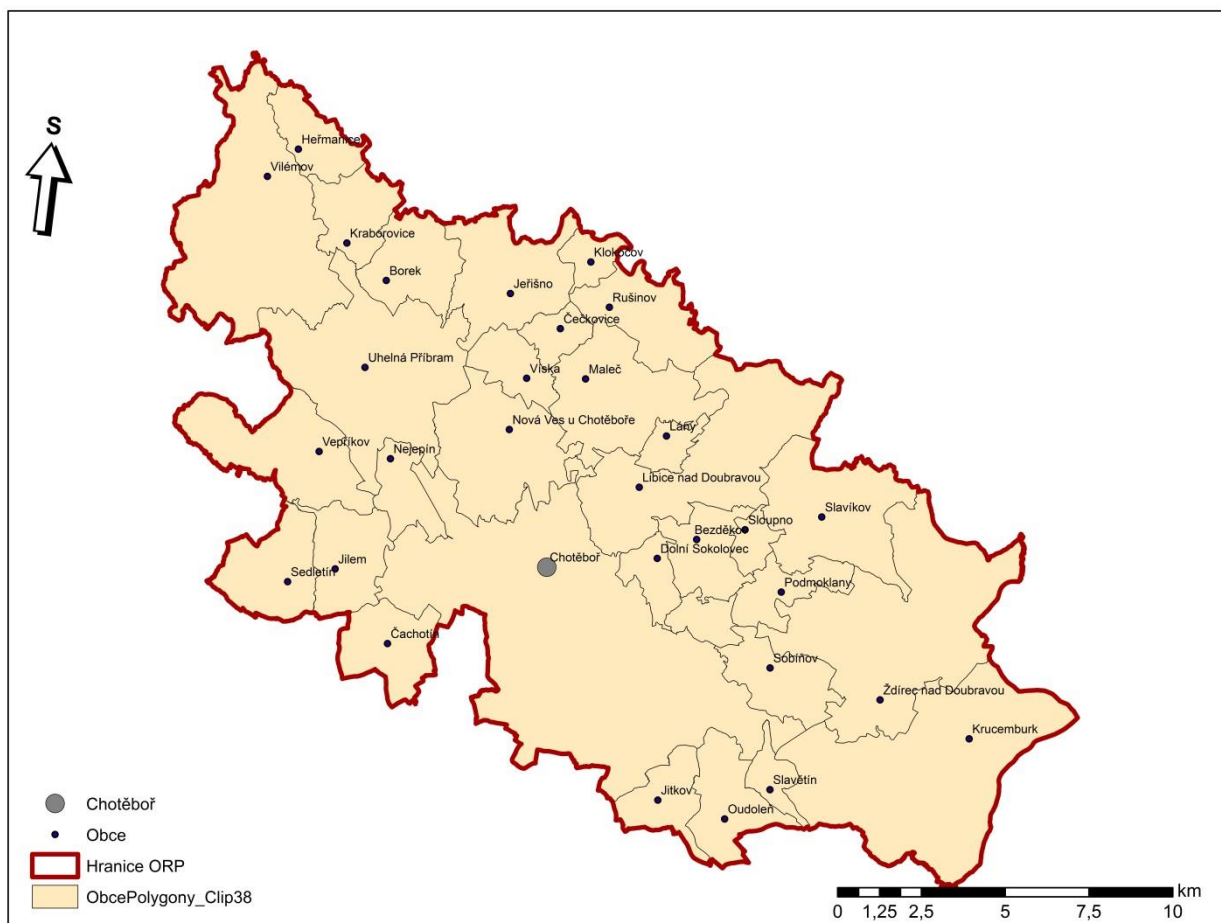 S
Heřmanice
Vilémov
Kraborovice
Klokočov
Borek
Jeřišno
Rušinov
Čečkovice
Uhelná Příbram
Víska
Maleč
Nová Ves u Chotěboře
Lány
Vepříkov
Nejepín
Libice nad Doubravou
Slavíkov
Sloupno
Bezděkov
Dolní Sokolovec
Chotěboř
Jilem
Sedletín
Podmoklany
Čachotín
Sobíňov
Ždírec nad Doubravou
Krucemburk
Slavětín
Jitkov
Oudoleň
Chotěboř
Obce
Hranice ORP
ObcePolygony_Clip38
km
0 1,25 2,5 5 7,5 10